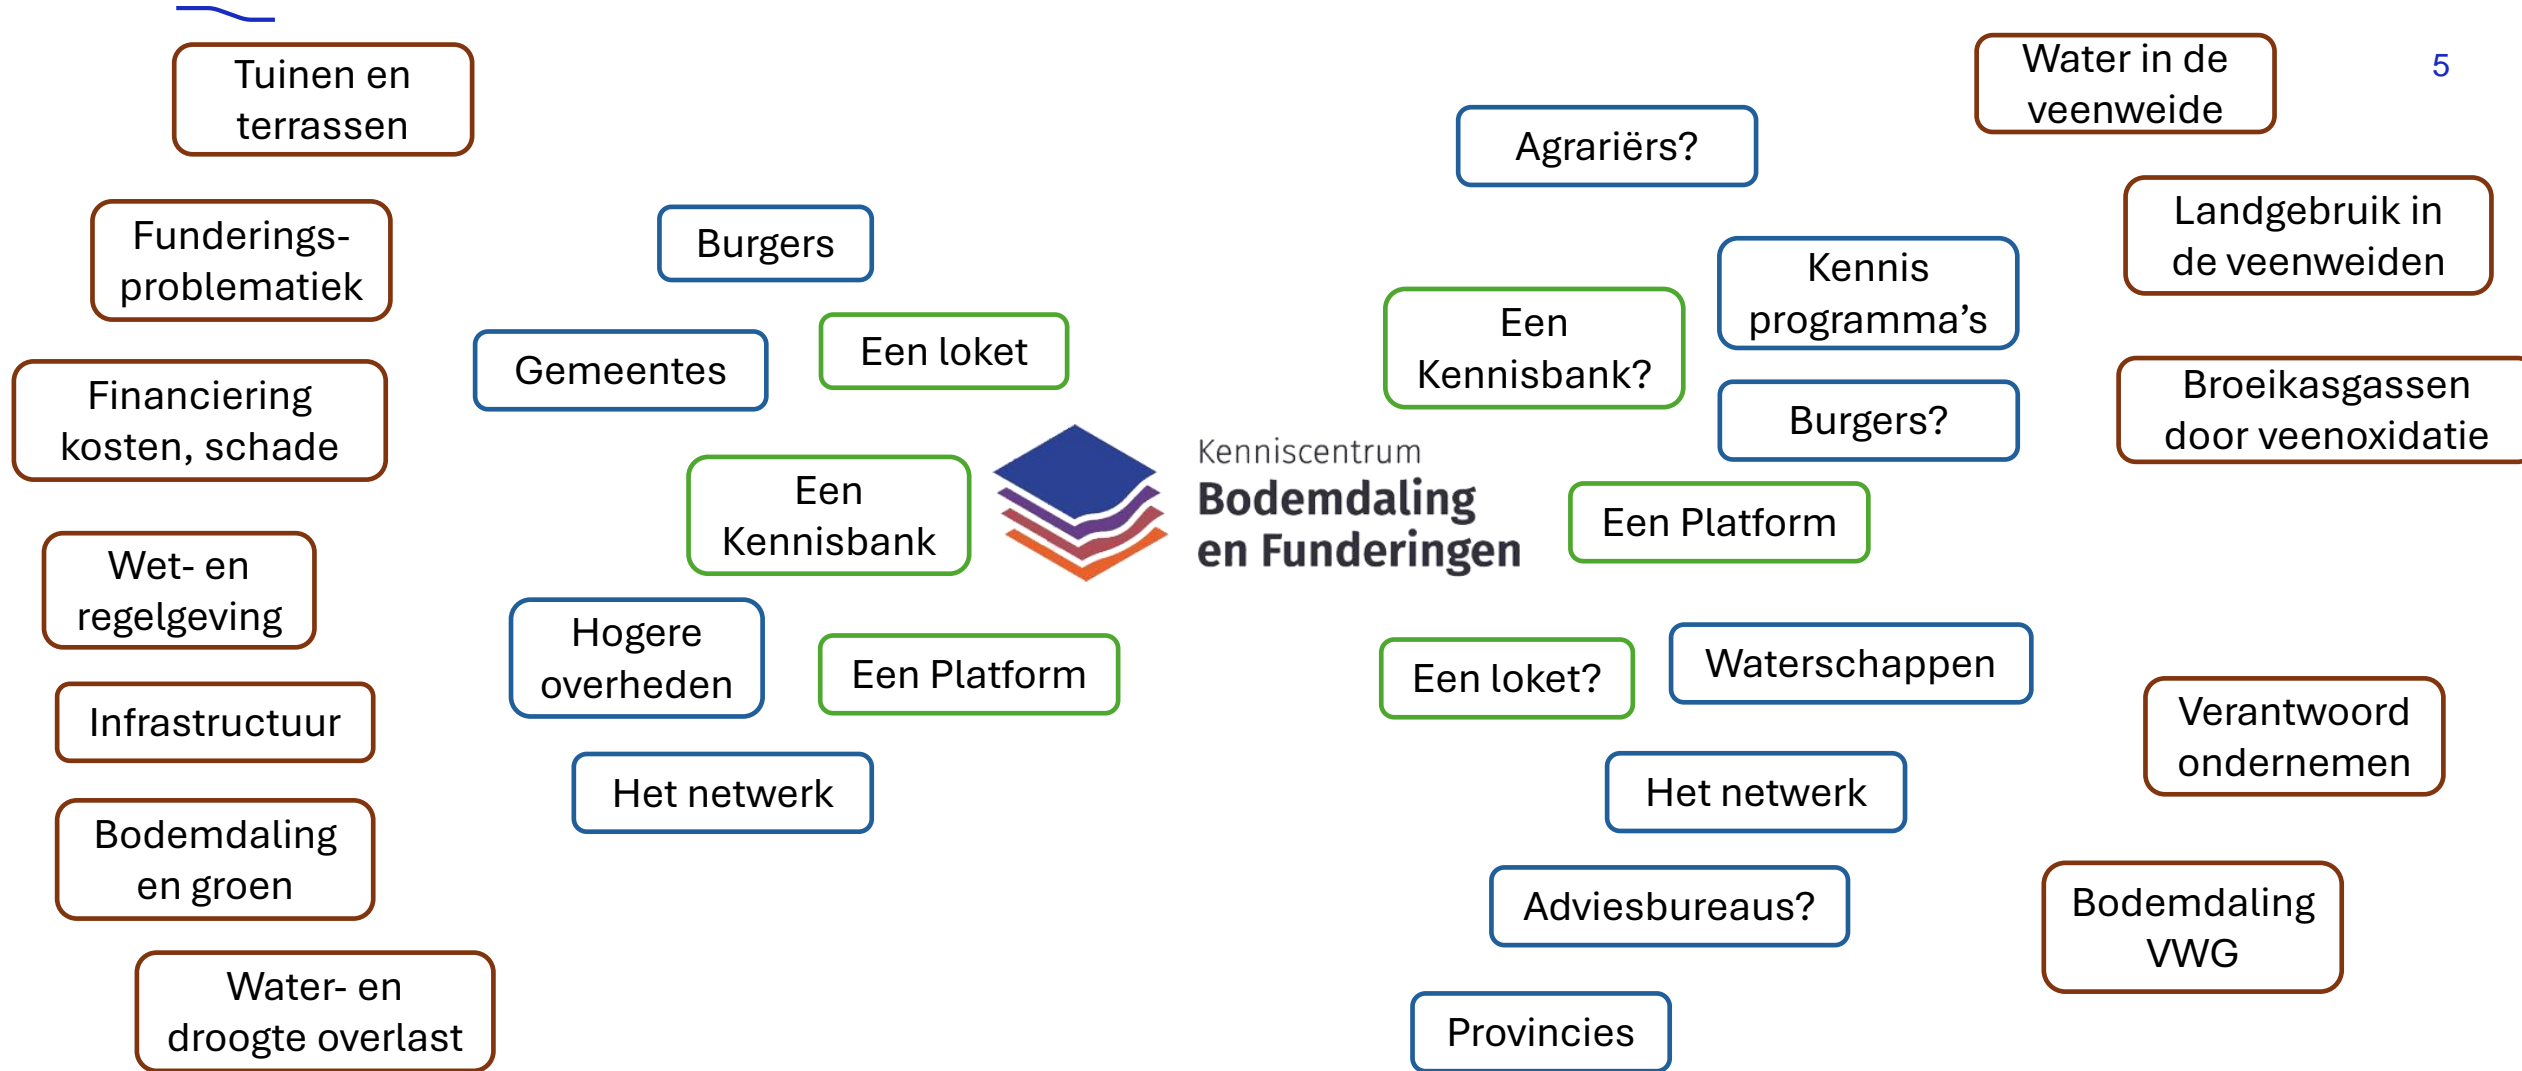 5
Tuinen en
terrassen
Funderings-
problematiek
Financiering
kosten, schade
Wet- en
regelgeving
Infrastructuur
Bodemdaling
en groen
Water- en
droogte overlast
Burgers
Gemeentes
Een loket
Een
Kennisbank
Hogere
overheden
Een Platform
Het netwerk
Kenniscentrum
Bodemdaling
en Funderingen
Agrariërs?
Een
Kennisbank?
Kennis
programma’s
Burgers?
Een Platform
Een loket?
Waterschappen
Het netwerk
Adviesbureaus?
Provincies
Water in de
veenweide
Landgebruik in
de veenweiden
Broeikasgassen
door veenoxidatie
Verantwoord
ondernemen
Bodemdaling
VWG